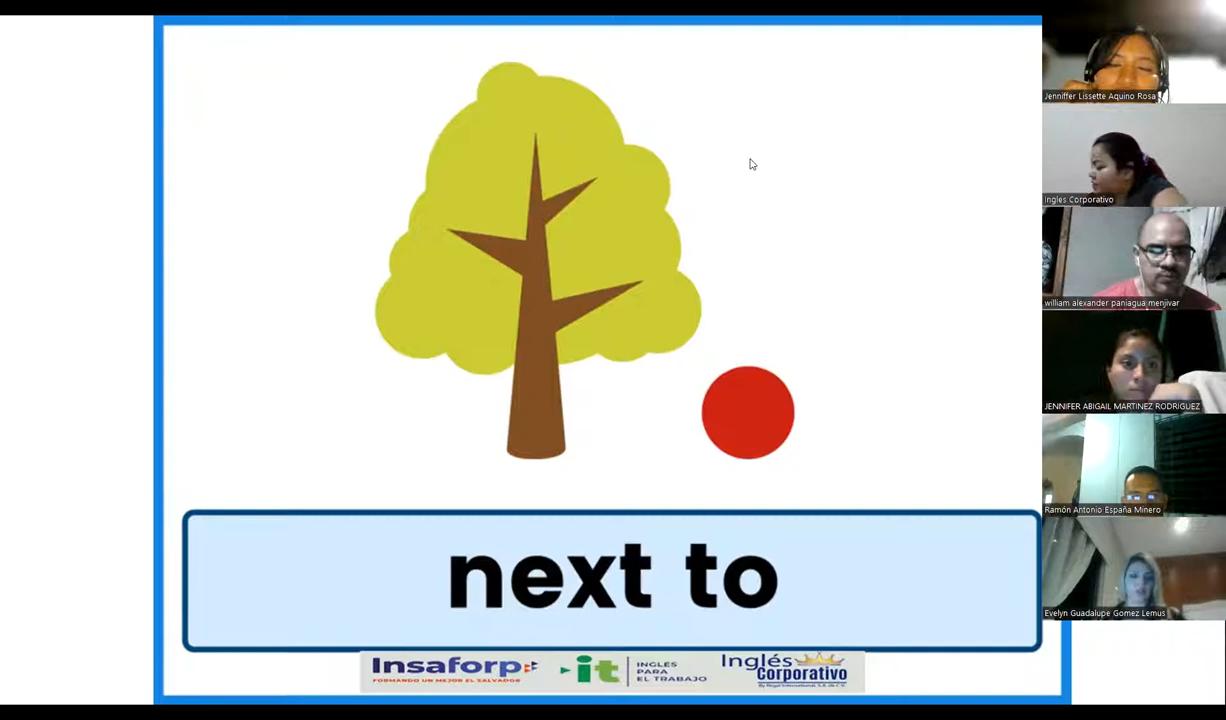 next to
Insaforp
FORMANDO UN MEJOR EL SALVADOR
it
INGLÉS
PARA
EL TRABAJO
Inglés
Corporativo
Jenniffer Lissette Aquino Rosa
Ingles Corporativo
william alexander paniagua menjivar
JENNIFER ABIGAIL MARTINEZ RODRIGUEZ
Ramón Antonio España Minero
Evelyn Guadalupe Gomez Lemus